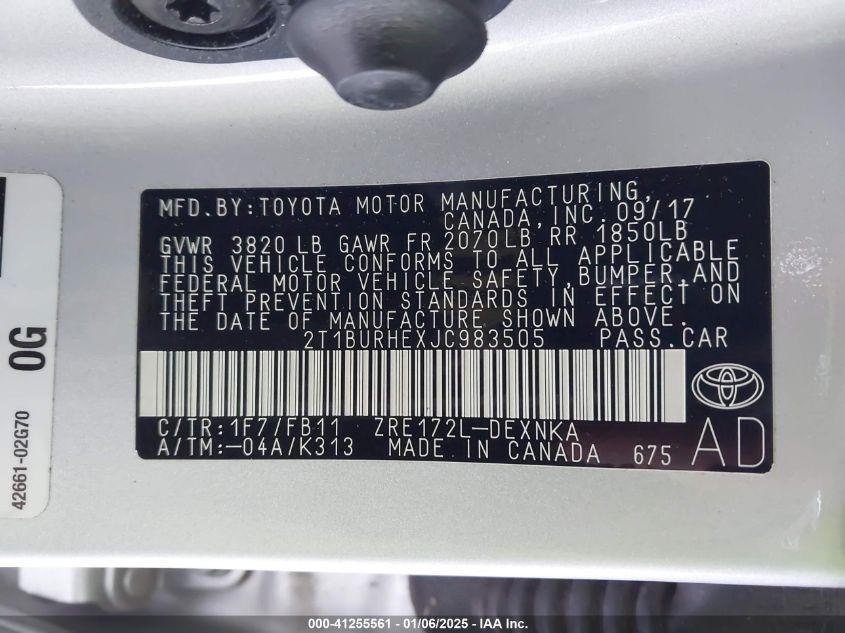 MFD.BY:TOYOTA MOTOR MANUFACTURING,
CANADA,INC. 09/17
GVWR 3820 LB GAWR FR 2070LB RR 1850LB
THIS VEHICLE CONFORMS TO ALL APPLICABLE
FEDERAL MOTOR VEHICLE SAFETY,BUMPER,AND
THEFT PREVENTION STANDARDS IN EFFECT ON
THE DATE OF MANUFACTURE SHOWN ABOVE.
2T1BURHEXJC983505 PASS.CAR
C/TR:1F7/FB11 ZRE172L-DEXNKA
A/TM:-04A/K313 MADE IN CANADA 675
AD
0G
42661-02G70
000-41255561 - 01/06/2025 - IAA Inc.